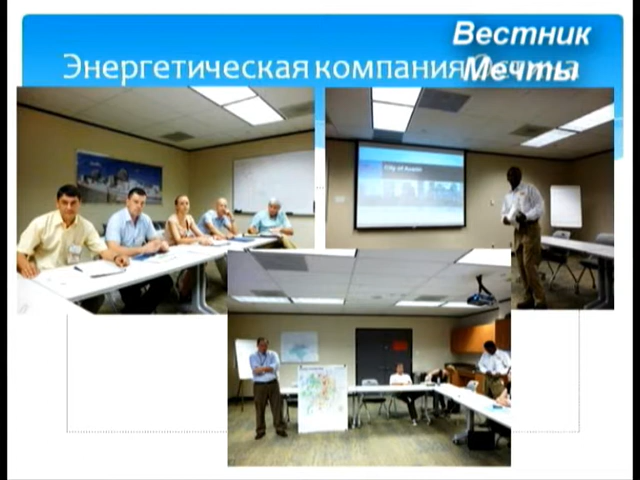 Вестник
Мечты
Энергетическая компания
City of Austin